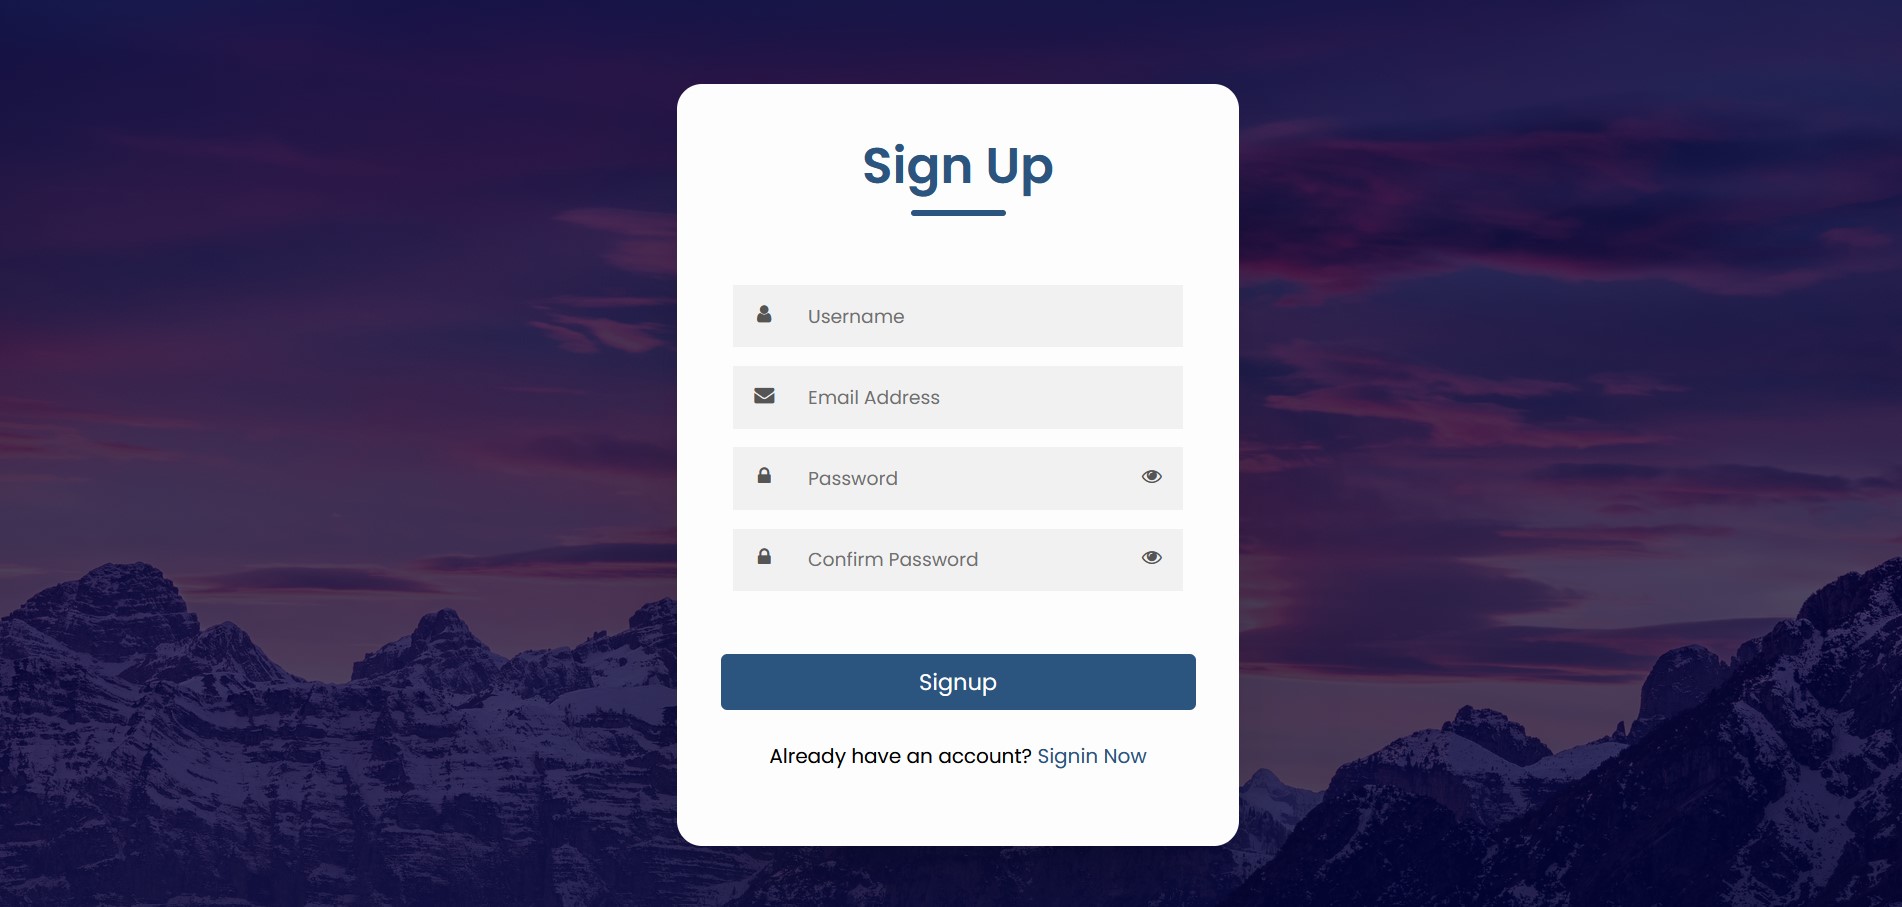 Sign Up
Username
Email Address
Password
Confirm Password
Signup
Already have an account? Signin Now